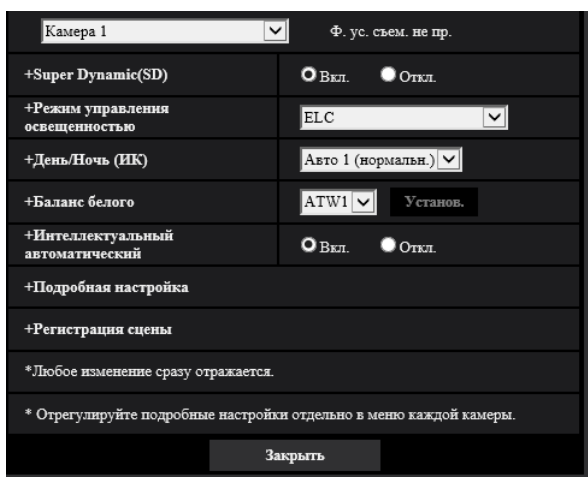 Камера 1 Ф. ус. съем. не пр.
+Super Dynamic(SD) Вкл. Откл.
+Режим управления
освещенностью ELC
+День/Ночь (ИК) Авто 1 (нормальн.)
+Баланс белого ATW1 Установ.
+Интеллектуальный
автоматический Вкл. Откл.
+Подробная настройка
+Регистрация сцены
*Любое изменение сразу отражается.
* Отрегулируйте подробные настройки отдельно в меню каждой камеры.
Закрыть